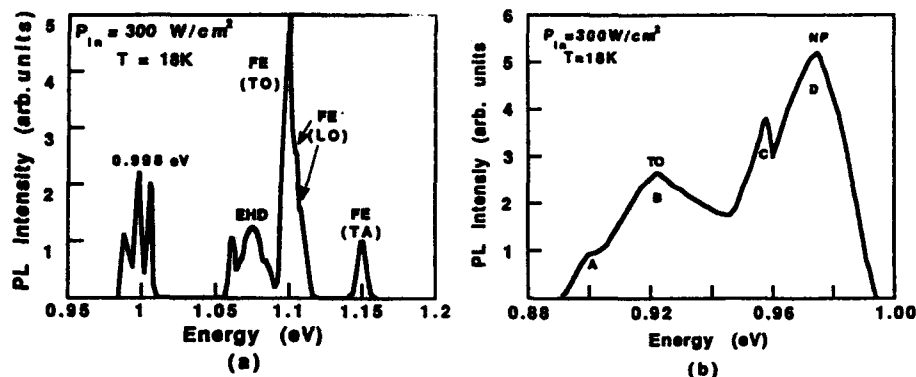 P_in = 300 W/cm²
T = 18K
PL Intensity (arb. units)
5
4
3
2
1
0.998 eV
EHD
FE
(TO)
FE
(LO)
FE
(TA)
0.95
1
1.05
1.1
1.15
1.2
Energy (eV)
(a)
P_in=300W/cm²
T=18K
PL Intensiy (arb. units)
6
5
4
3
2
1
0
A
TO
B
C
NP
D
0.88
0.92
0.96
1.00
Energy (eV)
(b)